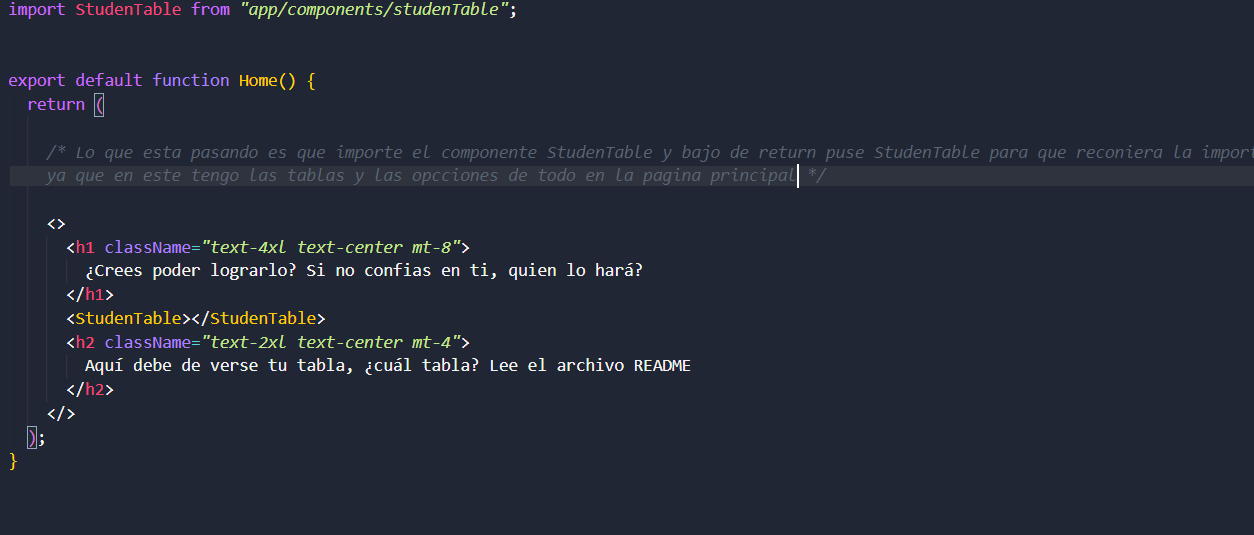 import StudenTable from "app/components/studenTable";
export default function Home() {
return (
/* Lo que esta pasando es que importe el componente StudenTable y bajo de return puse StudenTable para que reconiera la
ya que en este tengo las tablas y las opcciones de todo en la pagina principal */
<>
<h1 className="text-4xl text-center mt-8">
¿Crees poder lograrlo? Si no confias en ti, quien lo hará?
</h1>
<StudenTable></StudenTable>
<h2 className="text-2xl text-center mt-4">
Aquí debe de verse tu tabla, ¿cuál tabla? Lee el archivo README
</h2>
</>
);
}